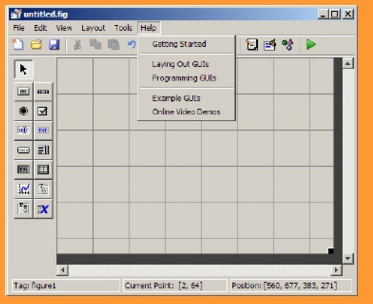 untitled.fig
File Edit View Layout Tools Help
Getting Started
Laying Out GUIs
Programming GUIs
Example GUIs
Online Video Demos
Tag: figure1
Current Point: [2, 64]
Position: [560, 677, 383, 271]